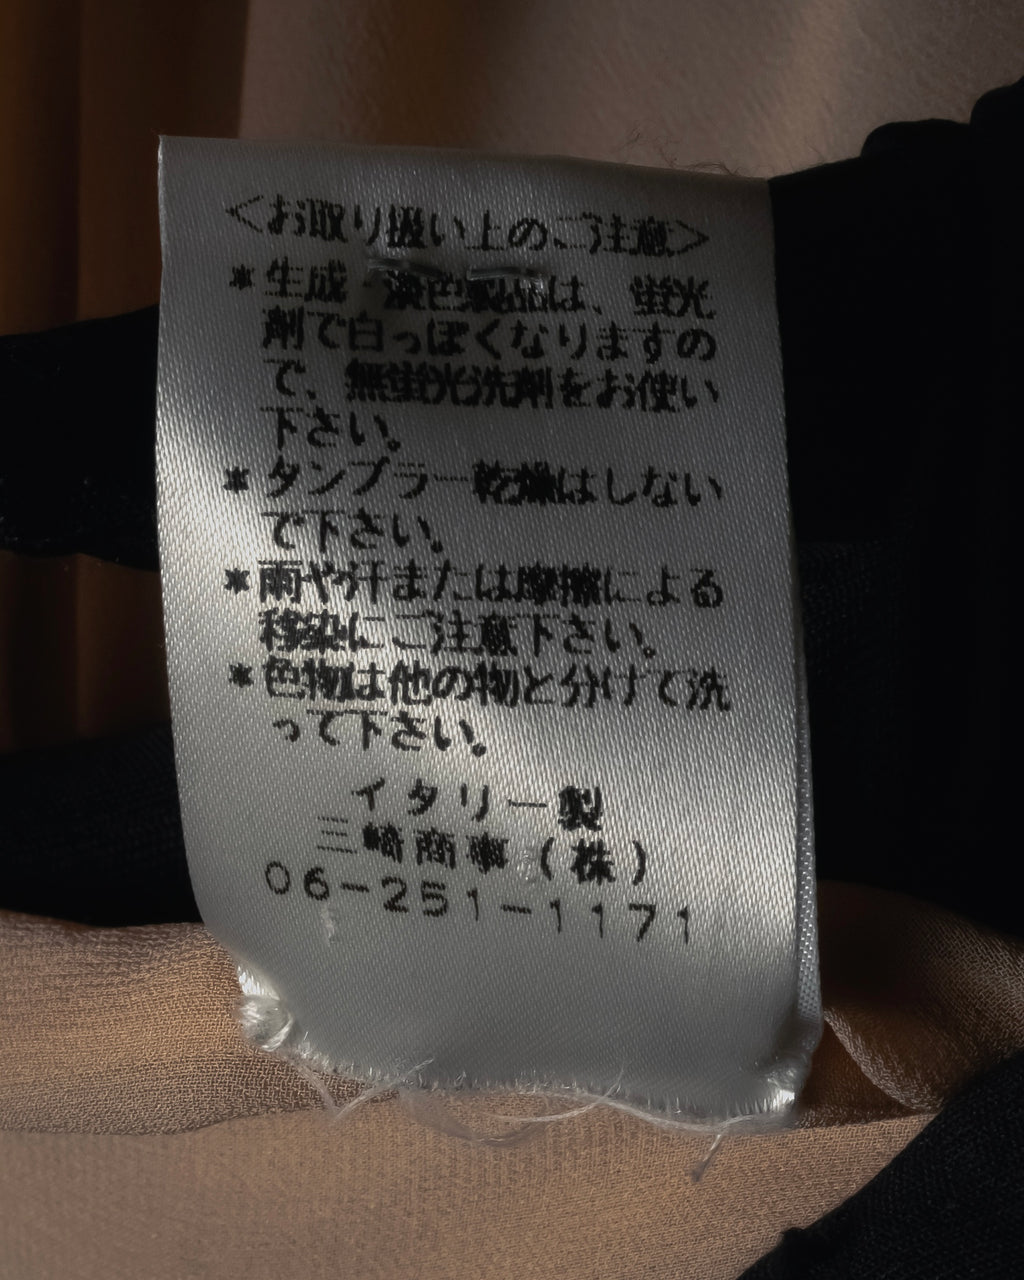 <お取り扱い上のご注意>
*生成・淡色製品は、蛍光
剤で白っぽくなりますの
で、無蛍光洗剤をお使い
下さい。
*タンブラー乾燥はしない
で下さい。
*雨や汗または摩擦による
移染にご注意下さい。
*色物は他の物と分けて洗
って下さい。
イタリー製
三崎商事(株)
06-251-1171